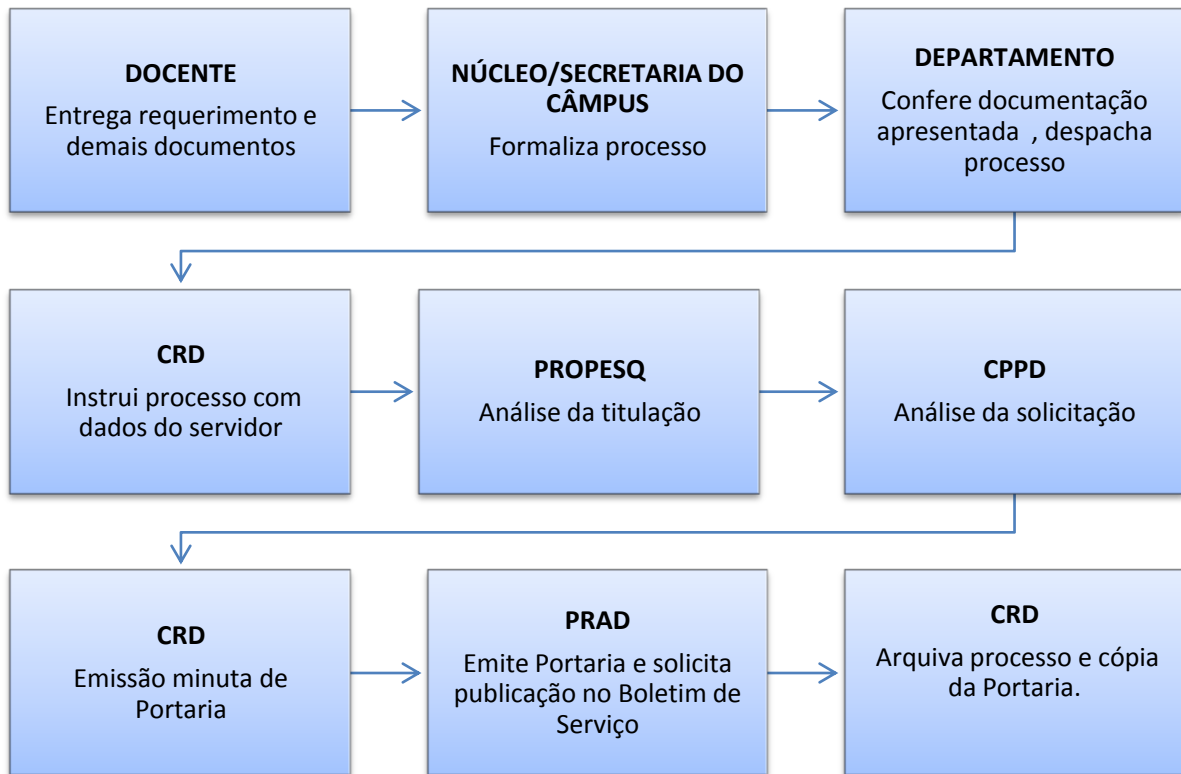 DOCENTE
Entrega requerimento e
demais documentos
NÚCLEO/SECRETARIA DO
CÂMPUS
Formaliza processo
DEPARTAMENTO
Confere documentação
apresentada , despacha
processo
CRD
Instrui processo com
dados do servidor
PROPESQ
Análise da titulação
CPPD
Análise da solicitação
CRD
Emissão minuta de
Portaria
PRAD
Emite Portaria e solicita
publicação no Boletim de
Serviço
CRD
Arquiva processo e cópia
da Portaria.